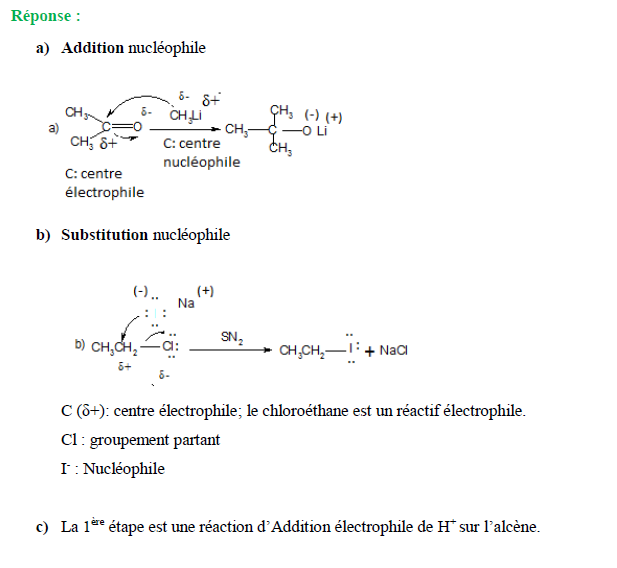 Réponse :
a) Addition nucléophile
δ- δ+
CH₃ δ- CH₃Li CH₃ (-) (+)
a) C=O CH₃—C—O Li
CH₃ δ+ C: centre CH₃
nucléophile
C: centre
électrophile
b) Substitution nucléophile
(-) .. (+)
Na
: I :
..
b) CH₃CH₂—Cl: SN₂ CH₃CH₂—I: + NaCl
δ+
δ-
C (δ+): centre électrophile; le chloroéthane est un réactif électrophile.
Cl : groupement partant
I⁻ : Nucléophile
c) La 1ère étape est une réaction d’Addition électrophile de H⁺ sur l’alcène.